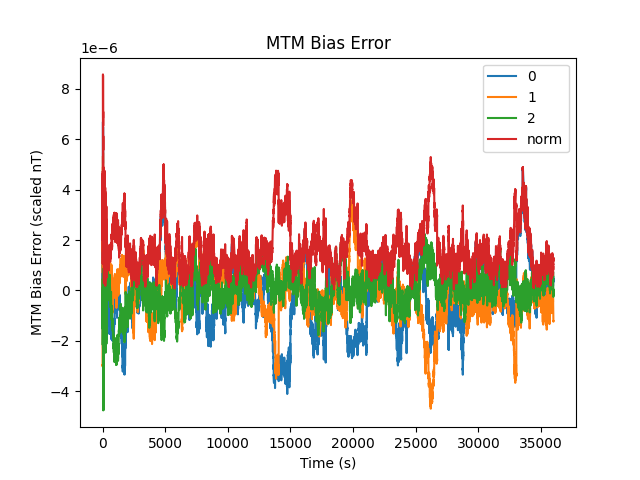 MTM Bias Error
1e−6
8
6
4
2
0
−2
−4
MTM Bias Error (scaled nT)
0
1
2
norm
0 5000 10000 15000 20000 25000 30000 35000
Time (s)